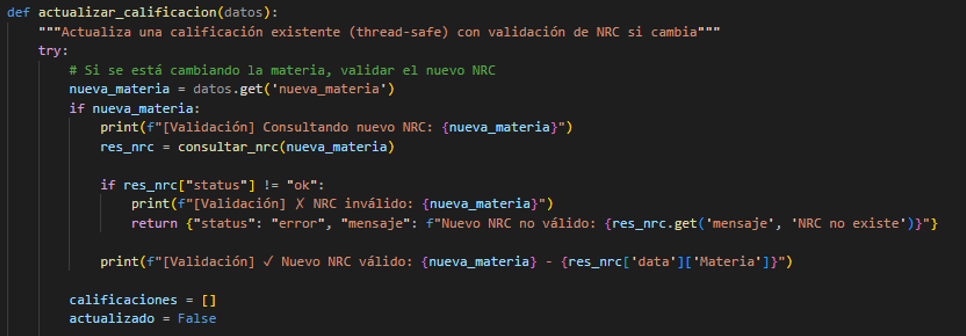 def actualizar_calificacion(datos):
    """Actualiza una calificación existente (thread-safe) con validación de NRC si cambia"""
    try:
        # Si se está cambiando la materia, validar el nuevo NRC
        nueva_materia = datos.get('nueva_materia')
        if nueva_materia:
            print(f"[Validación] Consultando nuevo NRC: {nueva_materia}")
            res_nrc = consultar_nrc(nueva_materia)
            if res_nrc["status"] != "ok":
                print(f"[Validación] ✗ NRC inválido: {nueva_materia}")
                return {"status": "error", "mensaje": f"Nuevo NRC no válido: {res_nrc.get('mensaje', 'NRC no existe')}"}
            print(f"[Validación] ✓ Nuevo NRC válido: {nueva_materia} - {res_nrc['data']['Materia']}")
        calificaciones = []
        actualizado = False